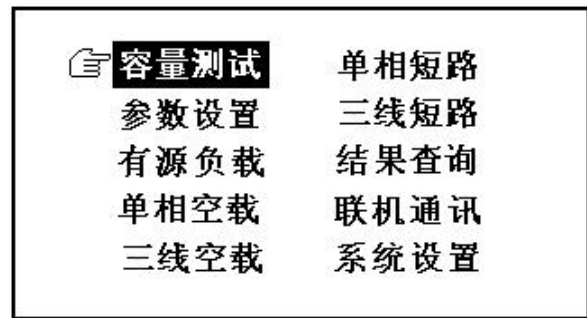 容量测试 单相短路
参数设置 三线短路
有源负载 结果查询
单相空载 联机通讯
三线空载 系统设置